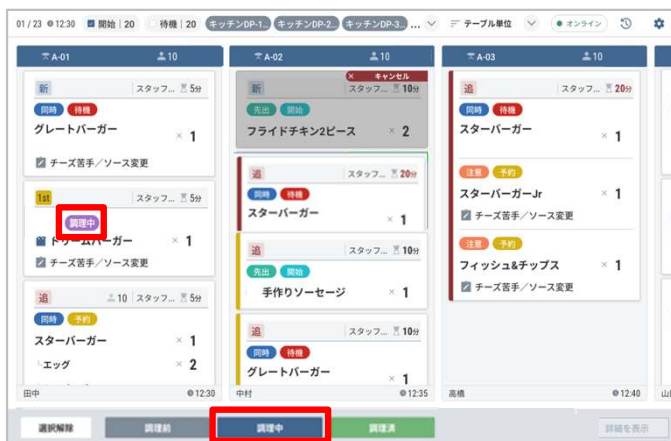 01 / 23 12:30 開始 | 20 待機 | 20 キッチンDP-1... キッチンDP-2... キッチンDP-3... ... テーブル単位 オンライン
A-01 10
新 スタッフ... 5分
同時 待機
グレートバーガー × 1
チーズ苦手/ソース変更
1st スタッフ... 5分
調理中
ドリームバーガー × 1
チーズ苦手/ソース変更
追 10 スタッフ... 5分
同時 予約
スターバーガー × 1
エッグ × 2
田中 12:30
A-02 10
× キャンセル
新 スタッフ... 10分
先出 開始
フライドチキン2ピース × 2
追 スタッフ... 20分
同時 待機
スターバーガー × 1
追 スタッフ... 10分
先出 開始
手作りソーセージ × 1
追 スタッフ... 10分
同時 待機
グレートバーガー × 1
中村 12:35
A-03 10
追 スタッフ... 20分
同時 待機
スターバーガー × 1
注意 予約
スターバーガーJr × 1
チーズ苦手/ソース変更
注意 予約
フィッシュ&チップス × 1
チーズ苦手/ソース変更
高橋 12:40
選択解除 調理前 調理中 調理済 詳細を表示